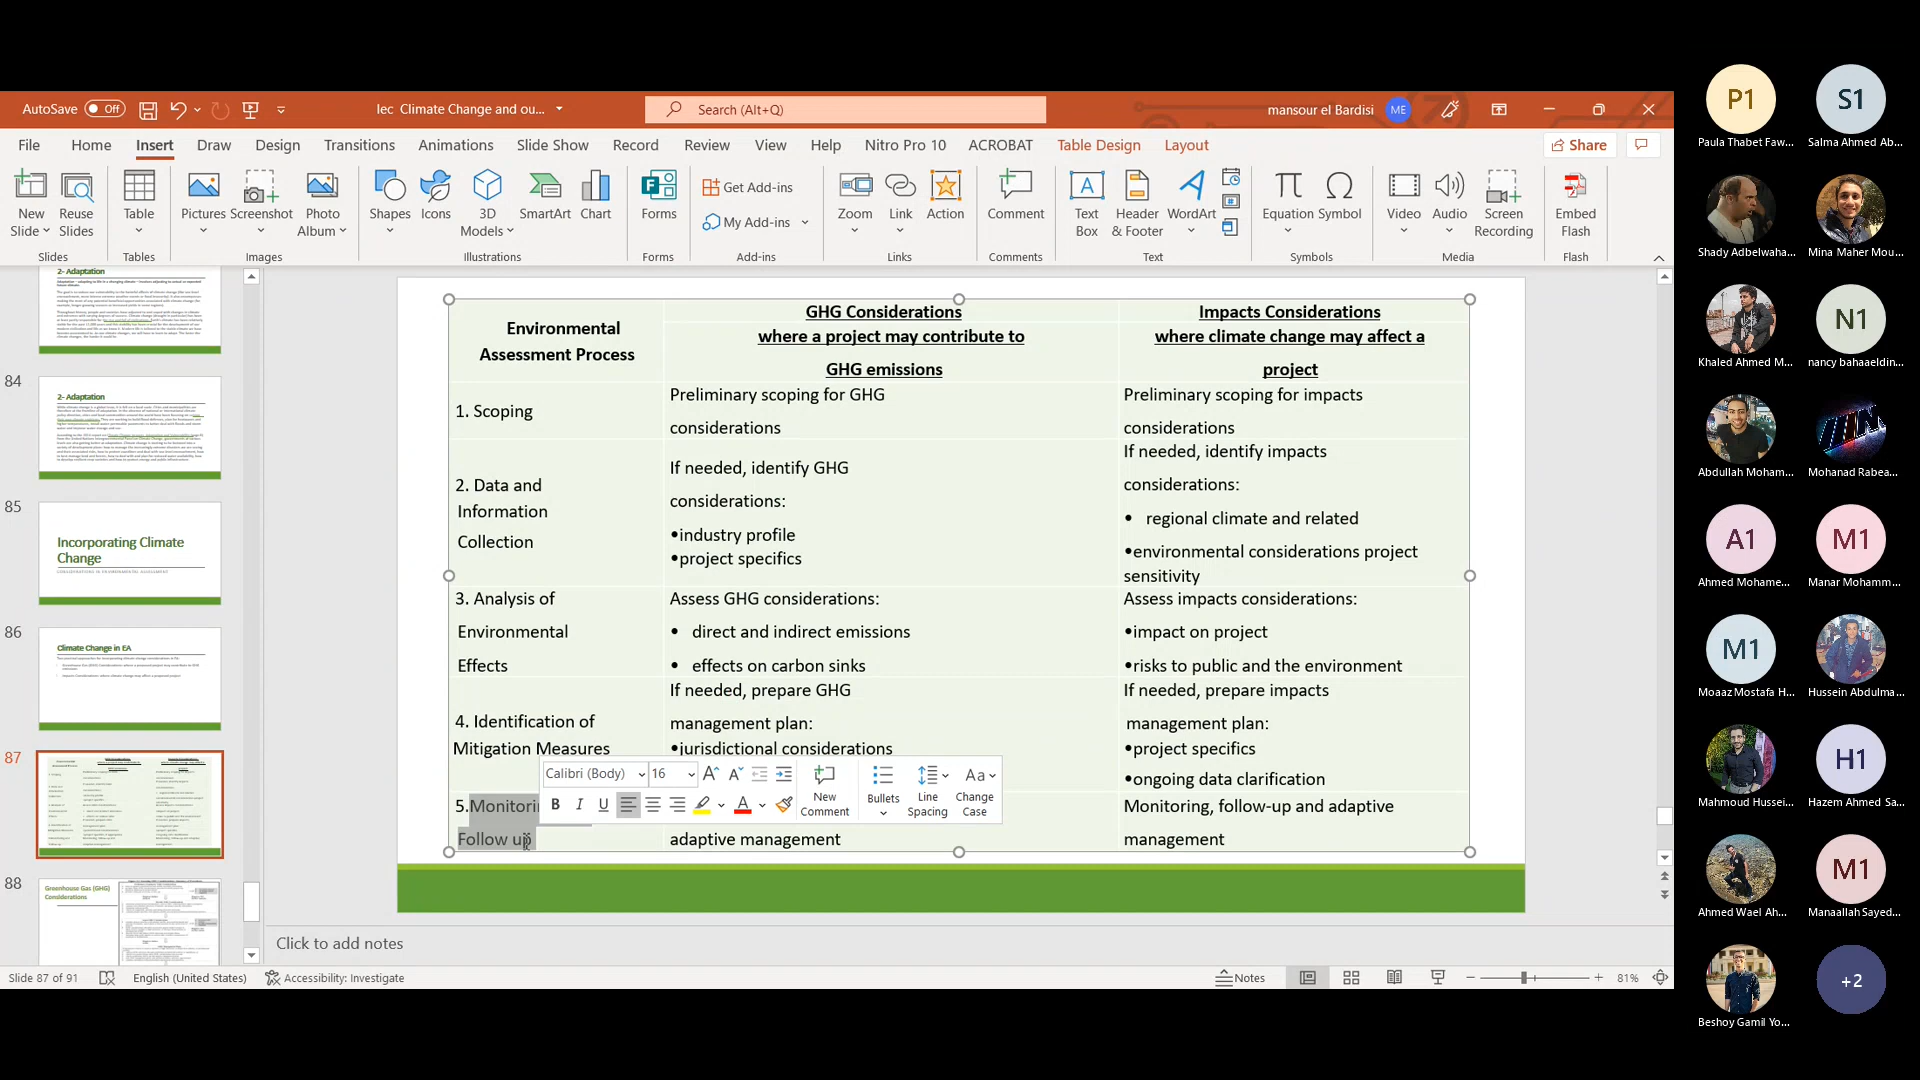 AutoSave Off
lec Climate Change and ou...
Search (Alt+Q)
mansour el Bardisi
ME
File Home Insert Draw Design Transitions Animations Slide Show Record Review View Help Nitro Pro 10 ACROBAT Table Design Layout
Share
New Slide
Reuse Slides
Table
Pictures
Screenshot
Photo Album
Shapes
Icons
3D Models
SmartArt
Chart
Forms
Get Add-ins
My Add-ins
Zoom
Link
Action
Comment
Text Box
Header & Footer
WordArt
Equation
Symbol
Video
Audio
Screen Recording
Embed Flash
Slides Tables Images Illustrations Forms Add-ins Links Comments Text Symbols Media Flash
2- Adaptation
84
2- Adaptation
85
Incorporating Climate
Change
86
Climate Change in EA
87
88
Greenhouse Gas (GHG)
Considerations
Environmental
Assessment Process
GHG Considerations
where a project may contribute to
GHG emissions
Impacts Considerations
where climate change may affect a
project
1. Scoping
Preliminary scoping for GHG
considerations
Preliminary scoping for impacts
considerations
2. Data and
Information
Collection
If needed, identify GHG
considerations:
•industry profile
•project specifics
If needed, identify impacts
considerations:
• regional climate and related
•environmental considerations project
sensitivity
3. Analysis of
Environmental
Effects
Assess GHG considerations:
• direct and indirect emissions
• effects on carbon sinks
Assess impacts considerations:
•impact on project
•risks to public and the environment
4. Identification of
Mitigation Measures
If needed, prepare GHG
management plan:
•jurisdictional considerations
If needed, prepare impacts
management plan:
•project specifics
•ongoing data clarification
5.Monitorin
Follow up
adaptive management
Monitoring, follow-up and adaptive
management
Calibri (Body) 16
B I U
New Comment
Bullets
Line Spacing
Aa
Change Case
Click to add notes
Slide 87 of 91
English (United States)
Accessibility: Investigate
Notes
81%
P1
Paula Thabet Faw...
S1
Salma Ahmed Ab...
Shady Adbelwaha...
Mina Maher Mou...
Khaled Ahmed M...
N1
nancy bahaaeldin...
Abdullah Moham...
Mohanad Rabea...
A1
Ahmed Mohame...
M1
Manar Mohamm...
M1
Moaaz Mostafa H...
Hussein Abdulma...
Mahmoud Hussei...
H1
Hazem Ahmed Sa...
Ahmed Wael Ah...
M1
Manaallah Sayed...
Beshoy Gamil Yo...
+2